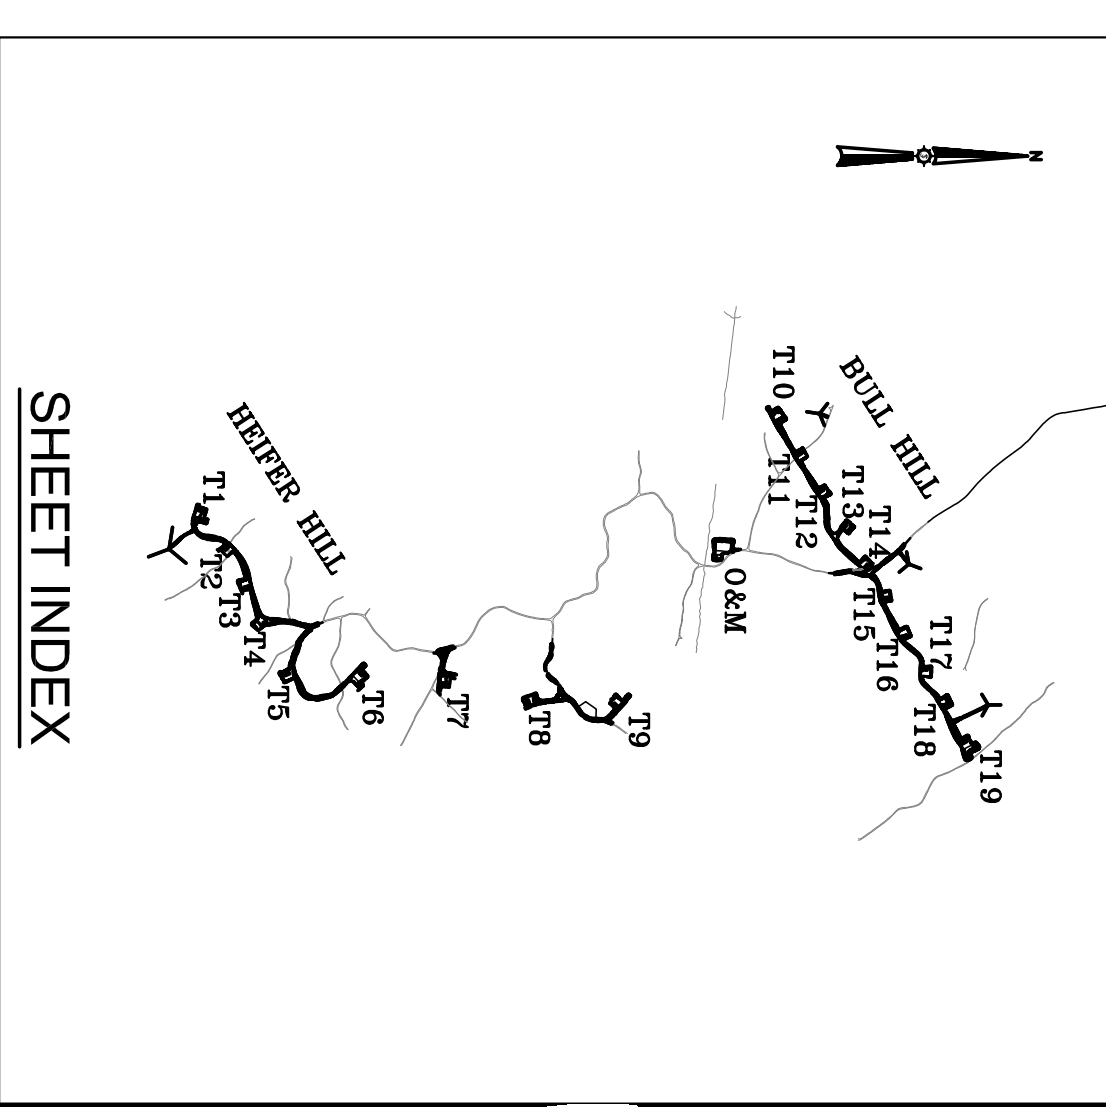 N
BULL HILL
T19
T18
T17
T16
T15
T14
T13
T12
T11
T10
O&M
T9
T8
T7
HEIFER HILL
T6
T5
T4
T3
T2
T1
SHEET INDEX